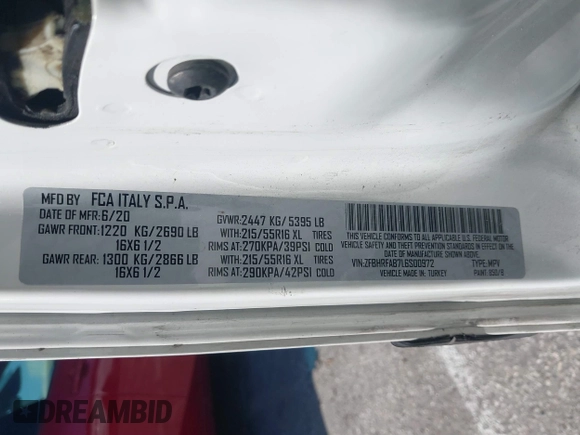 MFD BY FCA ITALY S.P.A.
DATE OF MFR: 6/20
GVWR: 2447 KG/5395 LB
GAWR FRONT: 1220 KG/2690 LB
WITH: 215/55R16 XL TIRES
16X6 1/2
RIMS AT: 270KPA/39PSI COLD
GAWR REAR: 1300 KG/2866 LB
WITH: 215/55R16 XL TIRES
16X6 1/2
RIMS AT: 290KPA/42PSI COLD
THIS VEHICLE CONFORMS TO ALL APPLICABLE U.S. FEDERAL MOTOR
VEHICLE SAFETY AND THEFT PREVENTION STANDARDS IN EFFECT ON THE
DATE OF MANUFACTURE SHOWN ABOVE.
VIN: ZFBHRFAB7L6S00972 TYPE: MPV
VEHICLE MADE IN: TURKEY PAINT:
DREAMBID